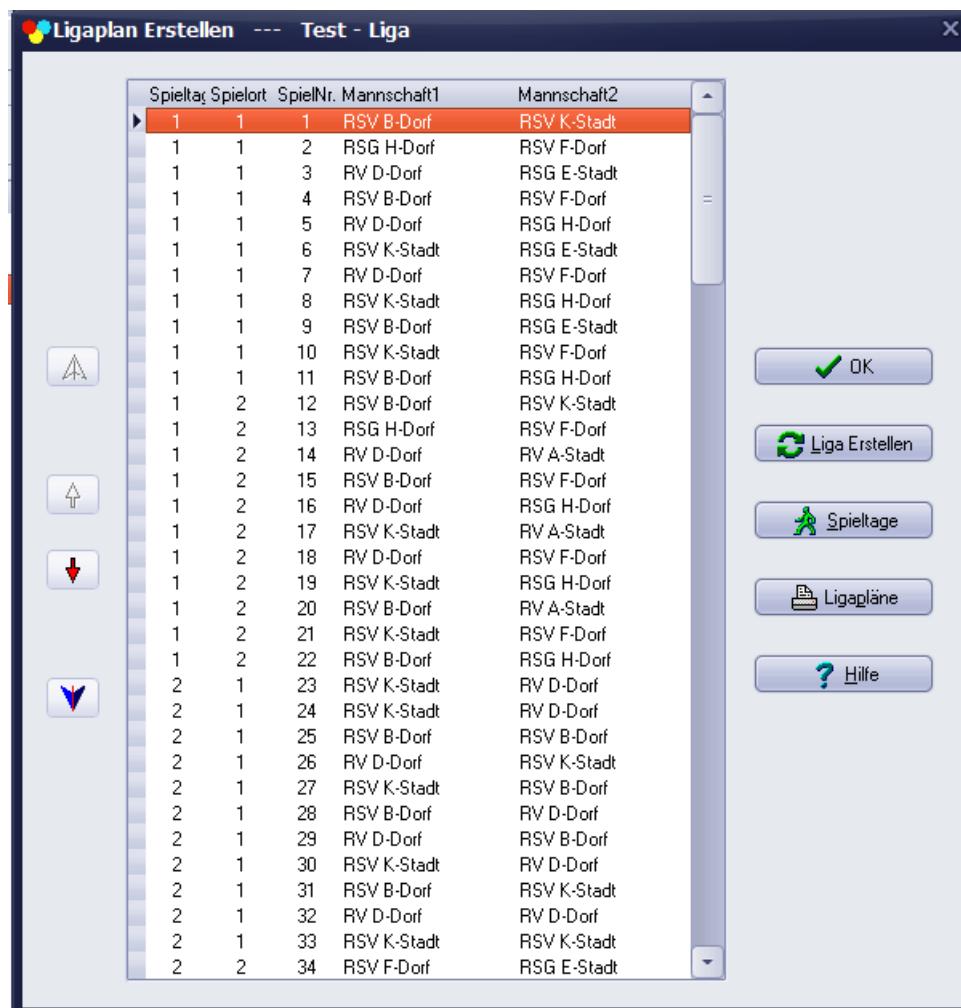 Ligaplan Erstellen --- Test - Liga
Spieltag Spielort SpielNr. Mannschaft1 Mannschaft2
1 1 1 RSV B-Dorf RSV K-Stadt
1 1 2 RSG H-Dorf RSV F-Dorf
1 1 3 RV D-Dorf RSG E-Stadt
1 1 4 RSV B-Dorf RSV F-Dorf
1 1 5 RV D-Dorf RSG H-Dorf
1 1 6 RSV K-Stadt RSG E-Stadt
1 1 7 RV D-Dorf RSV F-Dorf
1 1 8 RSV K-Stadt RSG H-Dorf
1 1 9 RSV B-Dorf RSG E-Stadt
1 1 10 RSV K-Stadt RSV F-Dorf
1 1 11 RSV B-Dorf RSG H-Dorf
1 2 12 RSV B-Dorf RSV K-Stadt
1 2 13 RSG H-Dorf RSV F-Dorf
1 2 14 RV D-Dorf RV A-Stadt
1 2 15 RSV B-Dorf RSV F-Dorf
1 2 16 RV D-Dorf RSG H-Dorf
1 2 17 RSV K-Stadt RV A-Stadt
1 2 18 RV D-Dorf RSV F-Dorf
1 2 19 RSV K-Stadt RSG H-Dorf
1 2 20 RSV B-Dorf RV A-Stadt
1 2 21 RSV K-Stadt RSV F-Dorf
1 2 22 RSV B-Dorf RSG H-Dorf
2 1 23 RSV K-Stadt RV D-Dorf
2 1 24 RSV K-Stadt RV D-Dorf
2 1 25 RSV B-Dorf RSV B-Dorf
2 1 26 RV D-Dorf RSV K-Stadt
2 1 27 RSV K-Stadt RSV B-Dorf
2 1 28 RSV B-Dorf RV D-Dorf
2 1 29 RV D-Dorf RSV B-Dorf
2 1 30 RSV K-Stadt RV D-Dorf
2 1 31 RSV B-Dorf RSV K-Stadt
2 1 32 RV D-Dorf RV D-Dorf
2 1 33 RSV K-Stadt RSV K-Stadt
2 2 34 RSV F-Dorf RSG E-Stadt
OK
Liga Erstellen
Spieltage
Ligapläne
Hilfe